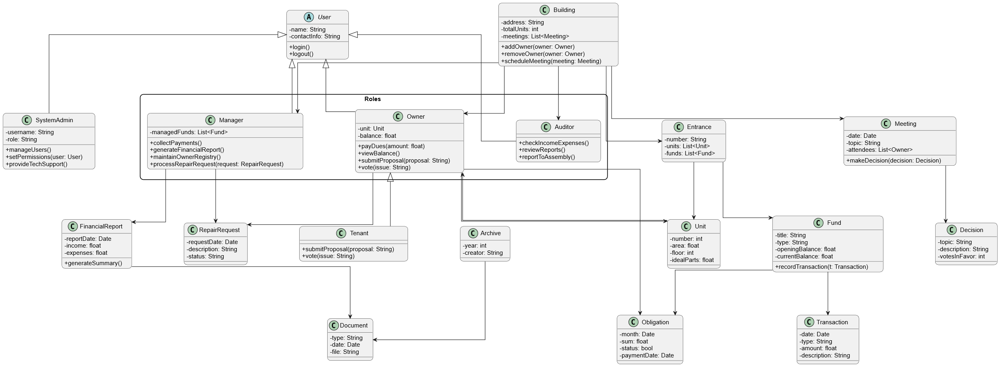 A User
-name: String
-contactInfo: String
+login()
+logout()
C Building
-address: String
-totalUnits: int
-meetings: List<Meeting>
+addOwner(owner: Owner)
+removeOwner(owner: Owner)
+scheduleMeeting(meeting: Meeting)
Roles
C SystemAdmin
-username: String
-role: String
+manageUsers()
+setPermissions(user: User)
+provideTechSupport()
C Manager
-managedFunds: List<Fund>
+collectPayments()
+generateFinancialReport()
+maintainOwnerRegistry()
+processRepairRequest(request: RepairRequest)
C Owner
-unit: Unit
-balance: float
+payDues(amount: float)
+viewBalance()
+submitProposal(proposal: String)
+vote(issue: String)
C Auditor
+checkIncomeExpenses()
+reviewReports()
+reportToAssembly()
C Entrance
-number: String
-units: List<Unit>
-funds: List<Fund>
C Meeting
-date: Date
-topic: String
-attendees: List<Owner>
+makeDecision(decision: Decision)
C FinancialReport
-reportDate: Date
-income: float
-expenses: float
+generateSummary()
C RepairRequest
-requestDate: Date
-description: String
-status: String
C Tenant
+submitProposal(proposal: String)
+vote(issue: String)
C Archive
-year: int
-creator: String
C Unit
-number: int
-area: float
-floor: int
-idealParts: float
C Fund
-title: String
-type: String
-openingBalance: float
-currentBalance: float
+recordTransaction(t: Transaction)
C Decision
-topic: String
-description: String
-votesInFavor: int
C Document
-type: String
-date: Date
-file: String
C Obligation
-month: Date
-sum: float
-status: bool
-paymentDate: Date
C Transaction
-date: Date
-type: String
-amount: float
-description: String